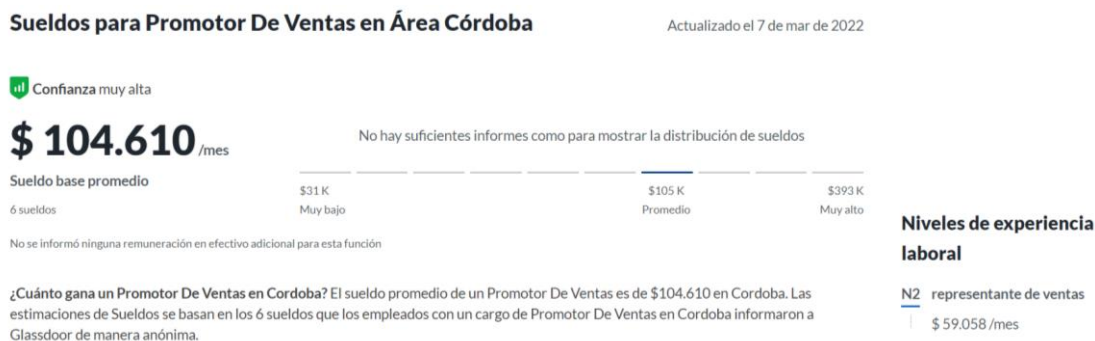 Sueldos para Promotor De Ventas en Área Córdoba
Actualizado el 7 de mar de 2022
Confianza muy alta
$ 104.610 /mes
No hay suficientes informes como para mostrar la distribución de sueldos
Sueldo base promedio
6 sueldos
$31 K
$105 K
$393 K
Muy bajo
Promedio
Muy alto
No se informó ninguna remuneración en efectivo adicional para esta función
¿Cuánto gana un Promotor De Ventas en Cordoba? El sueldo promedio de un Promotor De Ventas es de $104.610 en Cordoba. Las
estimaciones de Sueldos se basan en los 6 sueldos que los empleados con un cargo de Promotor De Ventas en Cordoba informaron a
Glassdoor de manera anónima.
Niveles de experiencia
laboral
N2 representante de ventas
$ 59.058 /mes